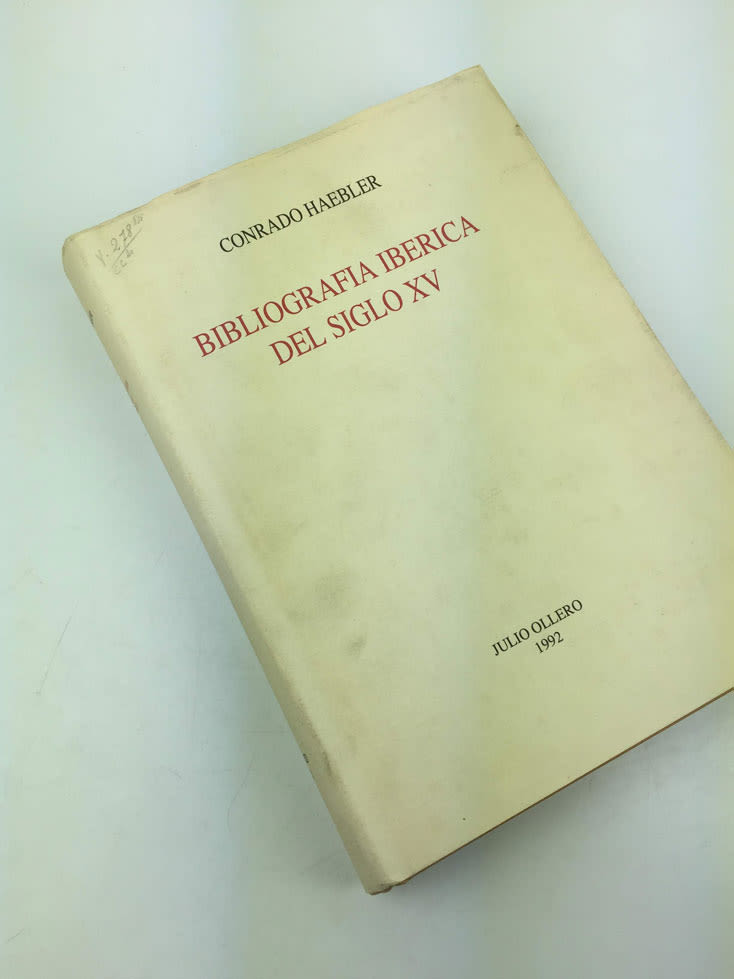 CONRADO HAEBLER
BIBLIOGRAFIA IBERICA
DEL SIGLO XV
JULIO OLLERO
1992